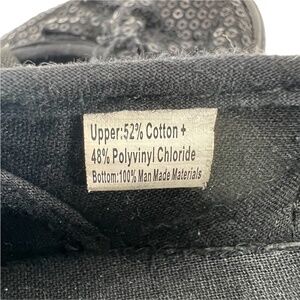 Upper:52% Cotton +
48% Polyvinyl Chloride
Bottom:100% Man Made Materials